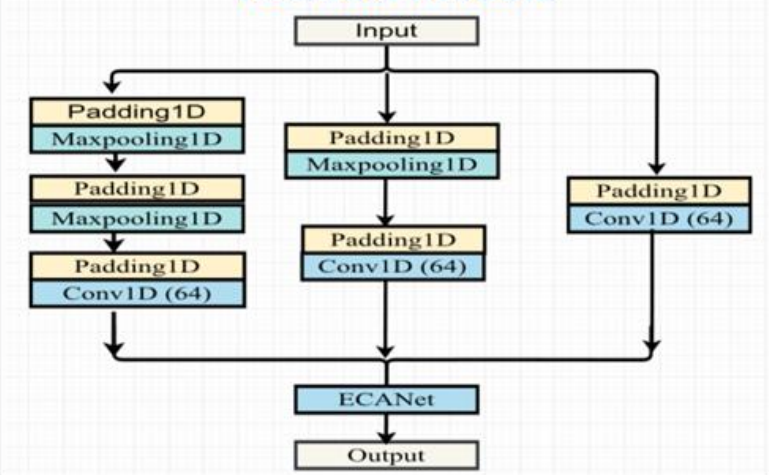 Input
Padding1D
Maxpooling1D
Padding1D
Maxpooling1D
Padding1D
Conv1D (64)
Padding1D
Maxpooling1D
Padding1D
Conv1D (64)
Padding1D
Conv1D (64)
ECANet
Output